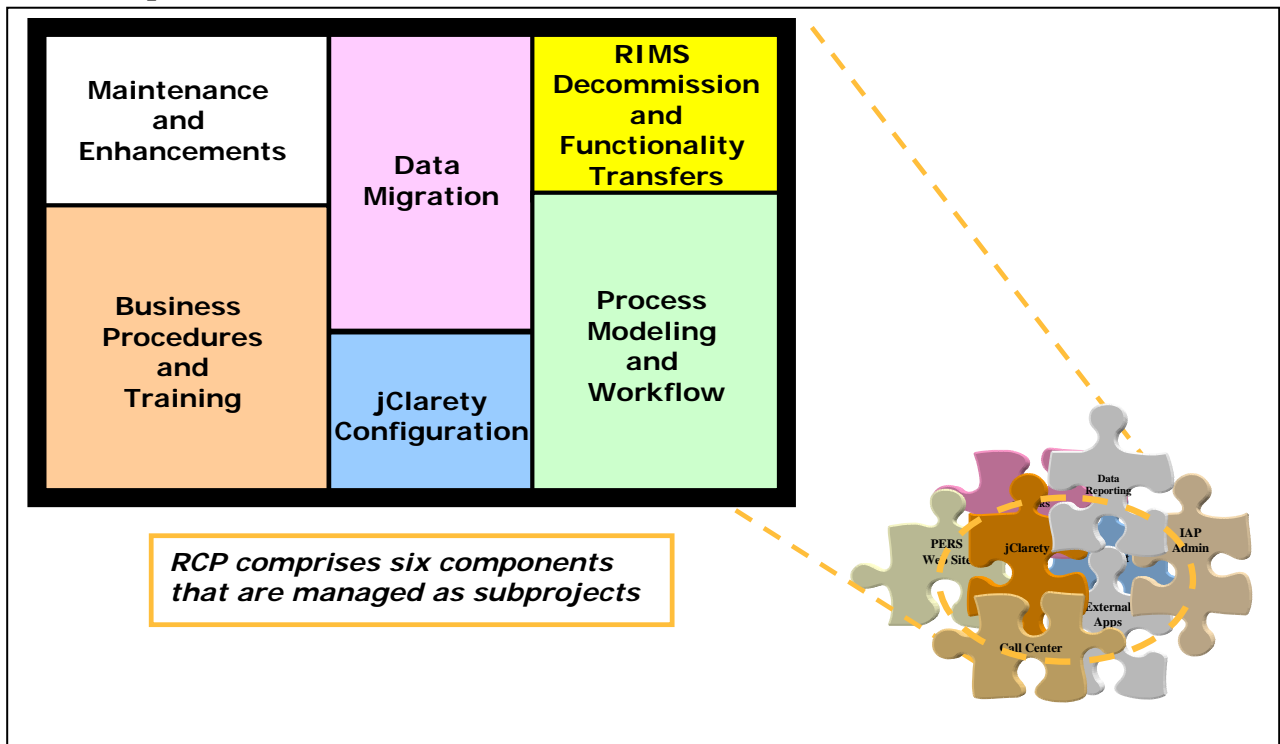 Maintenance
and
Enhancements
Data
Migration
RIMS
Decommission
and
Functionality
Transfers
Business
Procedures
and
Training
jClarety
Configuration
Process
Modeling
and
Workflow
RCP comprises six components
that are managed as subprojects
Data
Reporting
PERS
Web Site
jClarety
IAP
Admin
External
Apps
Call Center